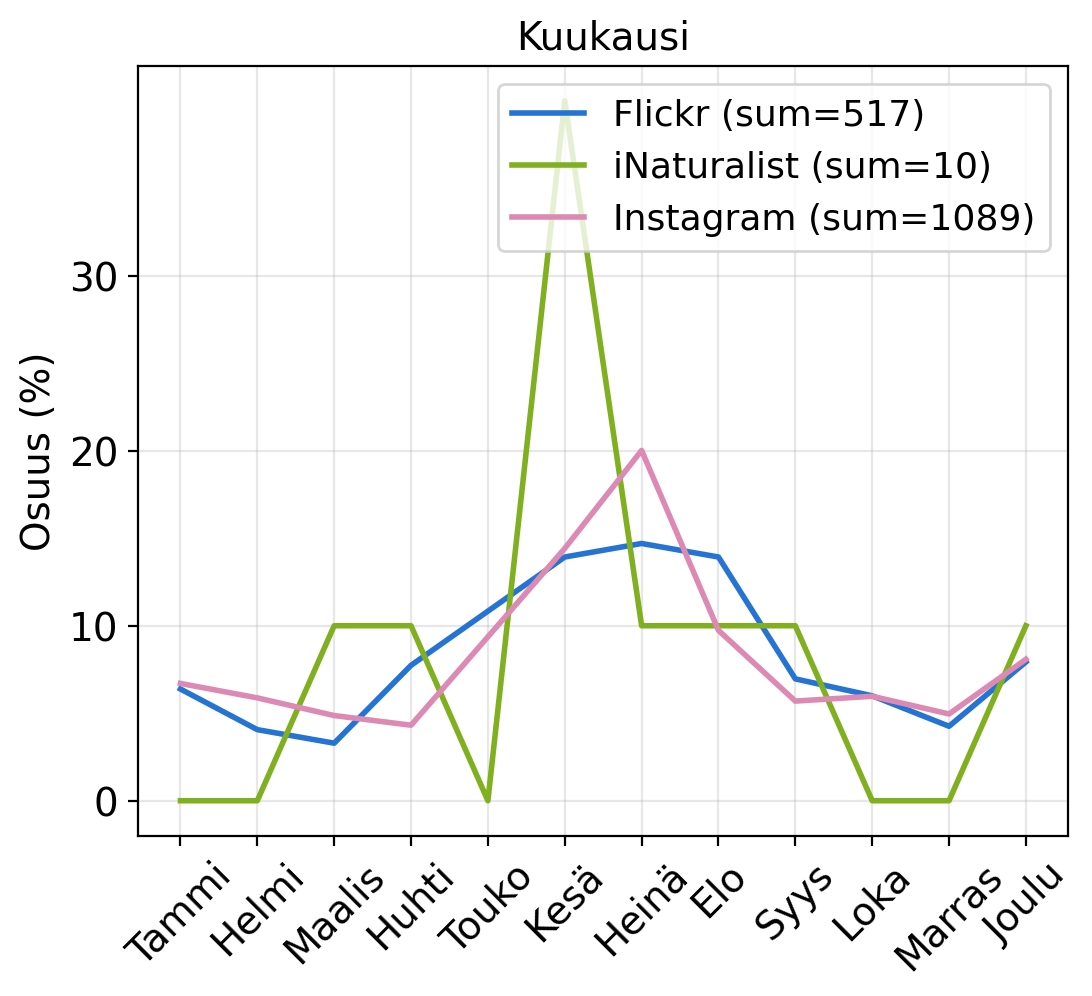 Kuukausi
Flickr (sum=517)
iNaturalist (sum=10)
Instagram (sum=1089)
Osuus (%)
30
20
10
0
Tammi
Helmi
Maalis
Huhti
Touko
Kesä
Heinä
Elo
Syys
Loka
Marras
Joulu